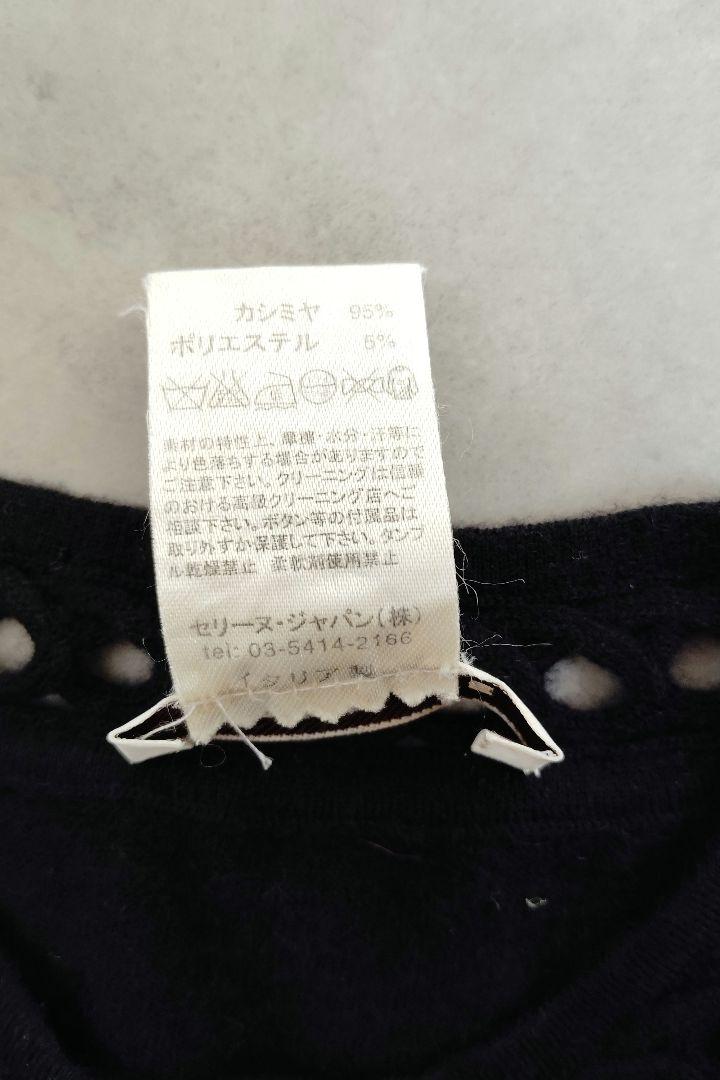 カシミヤ 95%
ポリエステル 5%
素材の特性上、摩擦・水分・汗等に
より色落ちする場合がありますので
ご注意下さい。クリーニングは信頼
のおける高級クリーニング店へご
相談下さい。ボタン等の付属品は
取り外すか保護して下さい。タンブ
ル乾燥禁止 柔軟剤使用禁止
セリーヌ・ジャパン(株)
tel: 03-5414-2166
イタリア製